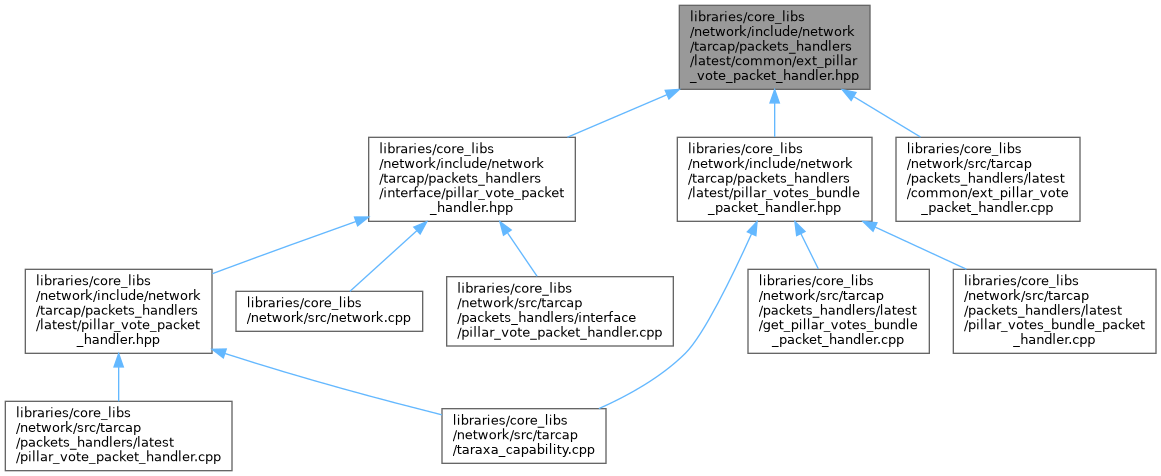 libraries/core_libs
/network/include/network
/tarcap/packets_handlers
/latest/common/ext_pillar
_vote_packet_handler.hpp
libraries/core_libs
/network/include/network
/tarcap/packets_handlers
/interface/pillar_vote_packet
_handler.hpp
libraries/core_libs
/network/include/network
/tarcap/packets_handlers
/latest/pillar_votes_bundle
_packet_handler.hpp
libraries/core_libs
/network/src/tarcap
/packets_handlers/latest
/common/ext_pillar_vote
_packet_handler.cpp
libraries/core_libs
/network/include/network
/tarcap/packets_handlers
/latest/pillar_vote_packet
_handler.hpp
libraries/core_libs
/network/src/network.cpp
libraries/core_libs
/network/src/tarcap
/packets_handlers/interface
/pillar_vote_packet_handler.cpp
libraries/core_libs
/network/src/tarcap
/packets_handlers/latest
/get_pillar_votes_bundle
_packet_handler.cpp
libraries/core_libs
/network/src/tarcap
/packets_handlers/latest
/pillar_votes_bundle_packet
_handler.cpp
libraries/core_libs
/network/src/tarcap
/packets_handlers/latest
/pillar_vote_packet_handler.cpp
libraries/core_libs
/network/src/tarcap
/taraxa_capability.cpp